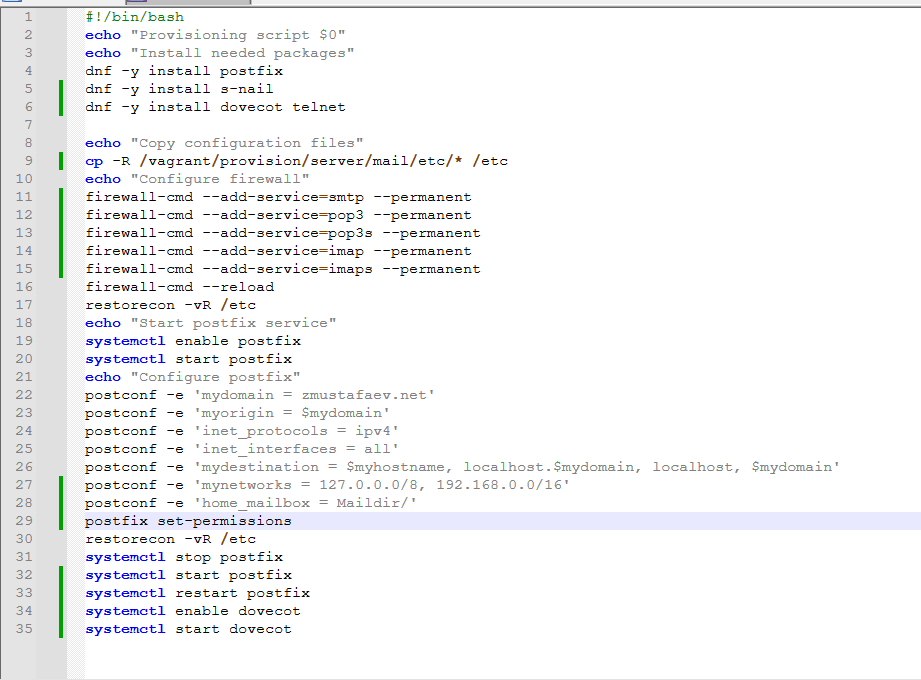 1 #!/bin/bash
2 echo "Provisioning script $0"
3 echo "Install needed packages"
4 dnf -y install postfix
5 dnf -y install s-nail
6 dnf -y install dovecot telnet
7
8 echo "Copy configuration files"
9 cp -R /vagrant/provision/server/mail/etc/* /etc
10 echo "Configure firewall"
11 firewall-cmd --add-service=smtp --permanent
12 firewall-cmd --add-service=pop3 --permanent
13 firewall-cmd --add-service=pop3s --permanent
14 firewall-cmd --add-service=imap --permanent
15 firewall-cmd --add-service=imaps --permanent
16 firewall-cmd --reload
17 restorecon -vR /etc
18 echo "Start postfix service"
19 systemctl enable postfix
20 systemctl start postfix
21 echo "Configure postfix"
22 postconf -e 'mydomain = zmustafaev.net'
23 postconf -e 'myorigin = $mydomain'
24 postconf -e 'inet_protocols = ipv4'
25 postconf -e 'inet_interfaces = all'
26 postconf -e 'mydestination = $myhostname, localhost.$mydomain, localhost, $mydomain'
27 postconf -e 'mynetworks = 127.0.0.0/8, 192.168.0.0/16'
28 postconf -e 'home_mailbox = Maildir/'
29 postfix set-permissions
30 restorecon -vR /etc
31 systemctl stop postfix
32 systemctl start postfix
33 systemctl restart postfix
34 systemctl enable dovecot
35 systemctl start dovecot